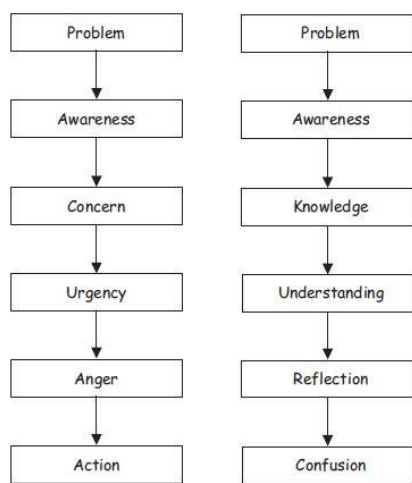 Problem
Awareness
Concern
Urgency
Anger
Action
Problem
Awareness
Knowledge
Understanding
Reflection
Confusion